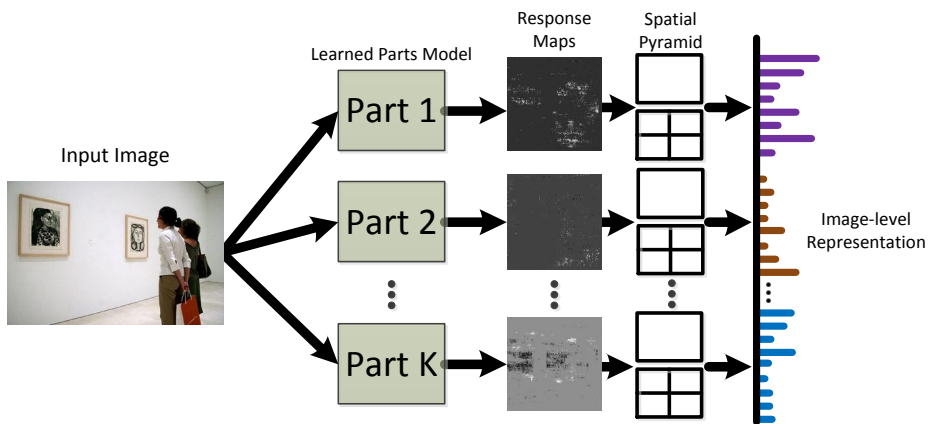 Input Image
Learned Parts Model
Response
Maps
Spatial
Pyramid
Part 1
Part 2
Part K
Image-level
Representation